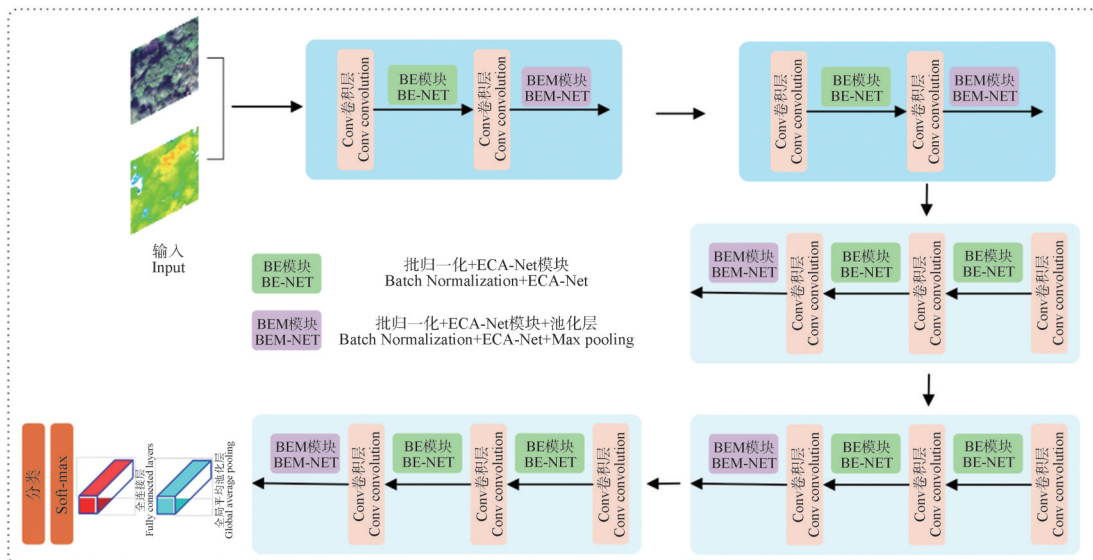 输入
Input
Conv卷积层
Conv convolution
BE模块
BE-NET
Conv卷积层
Conv convolution
BEM模块
BEM-NET
Conv卷积层
Conv convolution
BE模块
BE-NET
Conv卷积层
Conv convolution
BEM模块
BEM-NET
BE模块
BE-NET
批归一化+ECA-Net模块
Batch Normalization+ECA-Net
BEM模块
BEM-NET
批归一化+ECA-Net模块+池化层
Batch Normalization+ECA-Net+Max pooling
BEM模块
BEM-NET
Conv卷积层
Conv convolution
BE模块
BE-NET
Conv卷积层
Conv convolution
BE模块
BE-NET
Conv卷积层
Conv convolution
分类
Soft-max
全连接层
Fully connected layers
全局平均池化层
Global average pooling
BEM模块
BEM-NET
Conv卷积层
Conv convolution
BE模块
BE-NET
Conv卷积层
Conv convolution
BE模块
BE-NET
Conv卷积层
Conv convolution
BEM模块
BEM-NET
Conv卷积层
Conv convolution
BE模块
BE-NET
Conv卷积层
Conv convolution
BE模块
BE-NET
Conv卷积层
Conv convolution